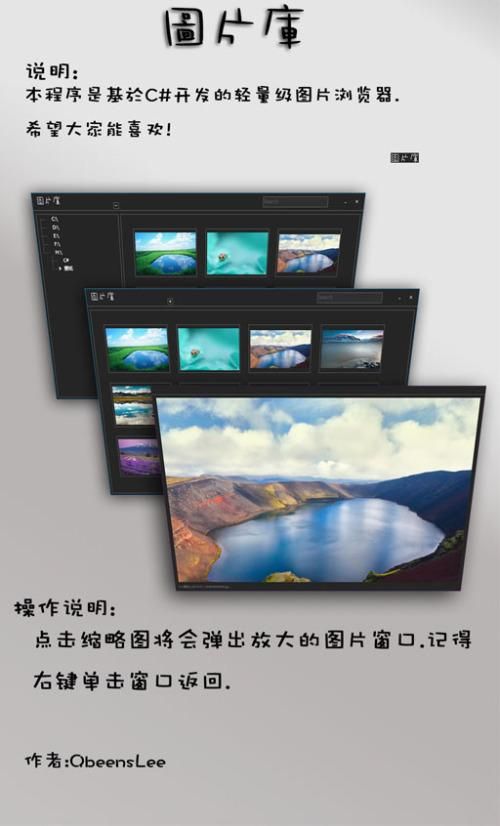 圖片庫
说明:
本程序是基於C#开发的轻量级图片浏览器.
希望大家能喜欢!
圖片庫
圖片庫
Search
C:\
D:\
E:\
F:\
H:\
C#
圖片庫
Search
操作说明:
点击缩略图将会弹出放大的图片窗口.记得
右键单击窗口返回.
作者:QbeensLee